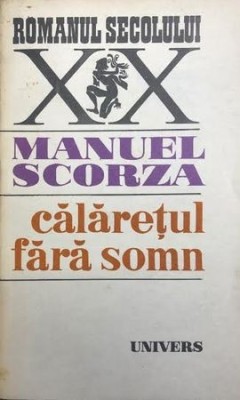 ROMANUL SECOLULUI
XX
MANUEL
SCORZA
călărețul
fără somn
UNIVERS